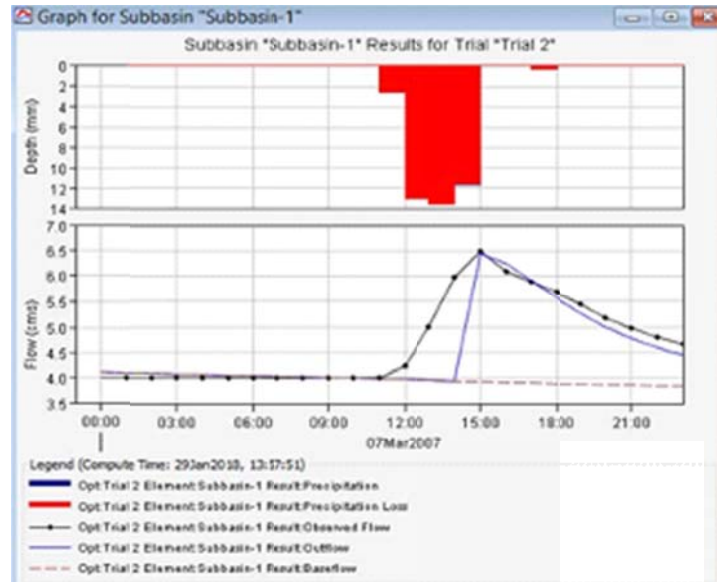 Graph for Subbasin "Subbasin-1"
Subbasin "Subbasin-1" Results for Trial "Trial 2"
Depth (mm)
0
2
4
6
8
10
12
14
Flow (cms)
7.0
6.5
6.0
5.5
5.0
4.5
4.0
3.5
00:00 03:00 06:00 09:00 12:00 15:00 18:00 21:00
07Mar2007
Legend (Compute Time: 29Jan2018, 13:17:51)
Opt:Trial 2 Element:Subbasin-1 Result:Precipitation
Opt:Trial 2 Element:Subbasin-1 Result:Precipitation Loss
Opt:Trial 2 Element:Subbasin-1 Result:Observed Flow
Opt:Trial 2 Element:Subbasin-1 Result:Outflow
Opt:Trial 2 Element:Subbasin-1 Result:Baseflow